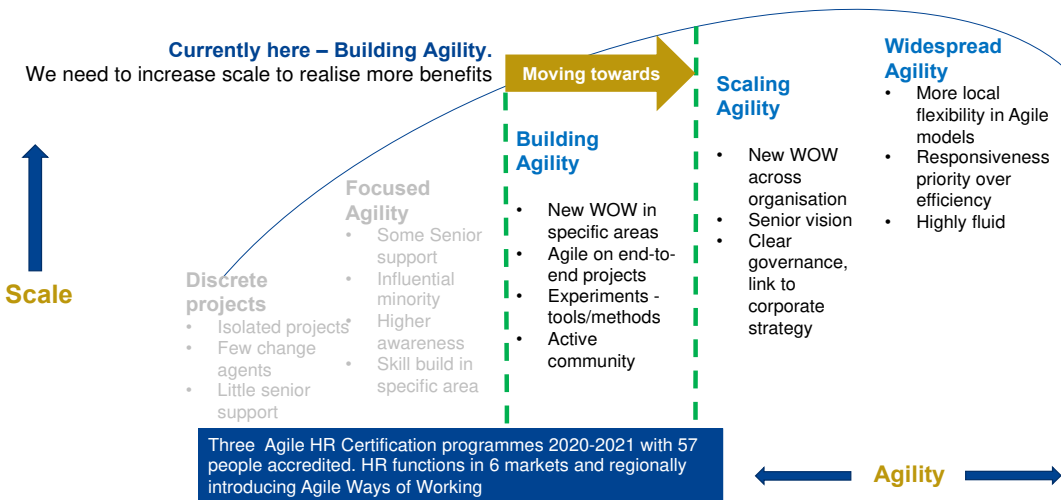 Currently here – Building Agility.
We need to increase scale to realise more benefits
Moving towards
Scale
Discrete
projects
• Isolated projects
• Few change
agents
• Little senior
support
Focused
Agility
• Some Senior
support
• Influential
minority
• Higher
awareness
• Skill build in
specific area
Building
Agility
• New WOW in
specific areas
• Agile on end-to-
end projects
• Experiments -
tools/methods
• Active
community
Scaling
Agility
• New WOW
across
organisation
• Senior vision
• Clear
governance,
link to
corporate
strategy
Widespread
Agility
• More local
flexibility in Agile
models
• Responsiveness
priority over
efficiency
• Highly fluid
Three Agile HR Certification programmes 2020-2021 with 57
people accredited. HR functions in 6 markets and regionally
introducing Agile Ways of Working
Agility